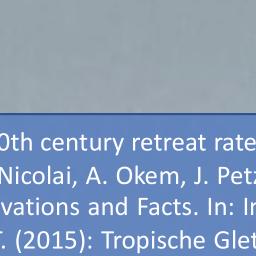 0th century retreat rate
Nicolai, A. Okem, J. Petz
vations and Facts. In: In
. (2015): Tropische Glet